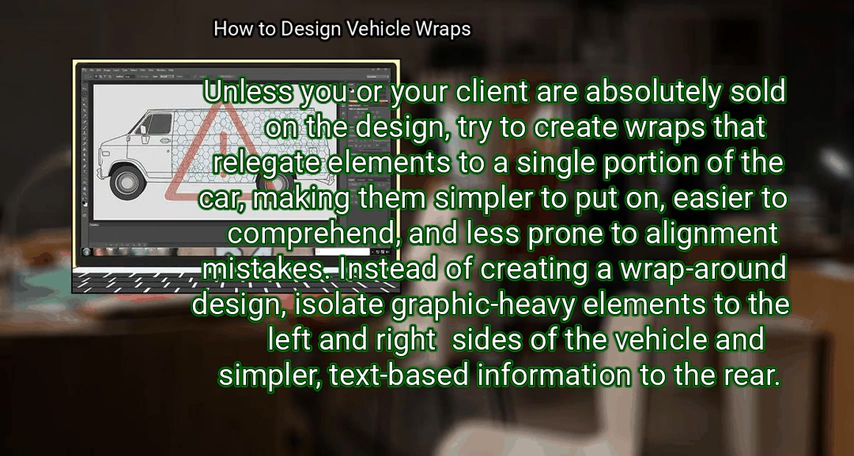 How to Design Vehicle Wraps
Unless you or your client are absolutely sold
on the design, try to create wraps that
relegate elements to a single portion of the
car, making them simpler to put on, easier to
comprehend, and less prone to alignment
mistakes. Instead of creating a wrap-around
design, isolate graphic-heavy elements to the
left and right  sides of the vehicle and
simpler, text-based information to the rear.